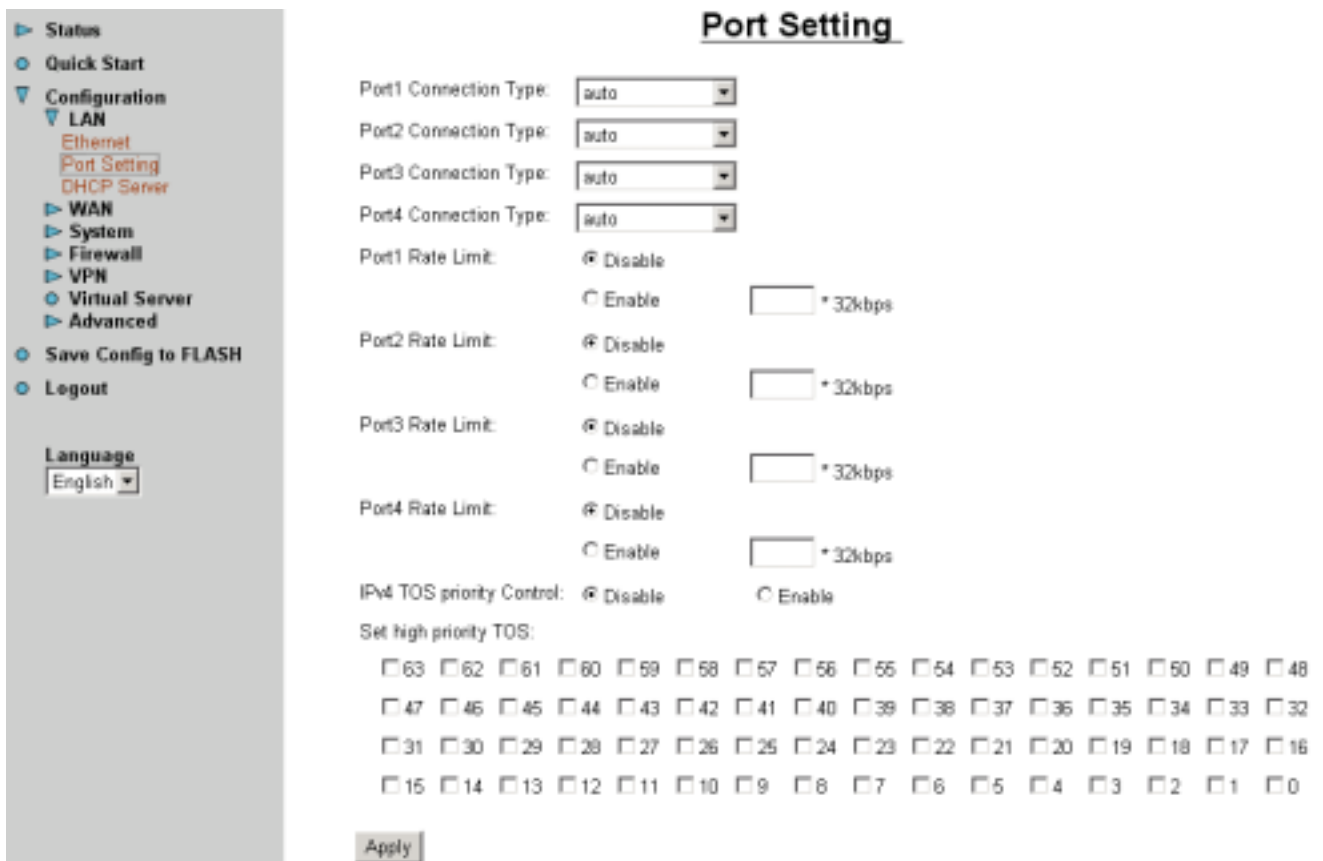 Status
Quick Start
Configuration
LAN
Ethernet
Port Setting
DHCP Server
WAN
System
Firewall
VPN
Virtual Server
Advanced
Save Config to FLASH
Logout
Language
English
Port Setting
Port1 Connection Type: auto
Port2 Connection Type: auto
Port3 Connection Type: auto
Port4 Connection Type: auto
Port1 Rate Limit: Disable
Enable * 32kbps
Port2 Rate Limit: Disable
Enable * 32kbps
Port3 Rate Limit: Disable
Enable * 32kbps
Port4 Rate Limit: Disable
Enable * 32kbps
IPv4 TOS priority Control: Disable Enable
Set high priority TOS:
63 62 61 60 59 58 57 56 55 54 53 52 51 50 49 48
47 46 45 44 43 42 41 40 39 38 37 36 35 34 33 32
31 30 29 28 27 26 25 24 23 22 21 20 19 18 17 16
15 14 13 12 11 10 9 8 7 6 5 4 3 2 1 0
Apply